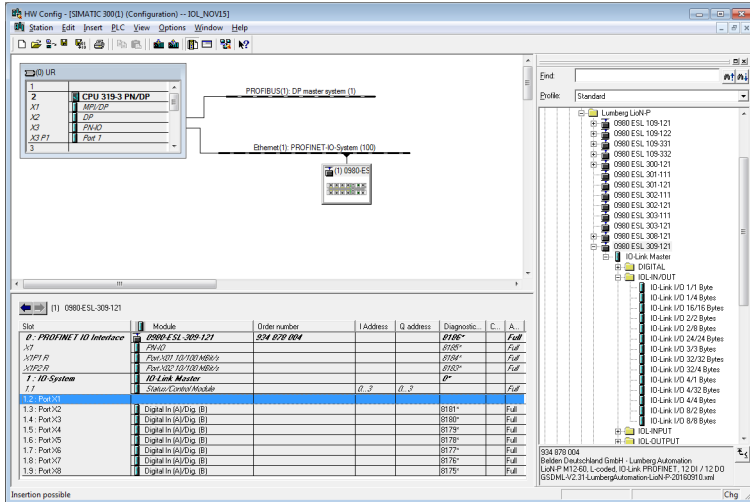 HW Config - [SIMATIC 300(1) (Configuration) -- IOL_NOV15]
Station Edit Insert PLC View Options Window Help
(0) UR
1
2 CPU 319-3 PN/DP
X1 MPI/DP
X2 DP
X3 PN-IO
X3 P1 Port 1
3
PROFIBUS(1): DP master system (1)
Ethernet(1): PROFINET-IO-System (100)
(1) 0980-ES
Find:
Profile: Standard
Lumberg LioN-P
0980 ESL 109-121
0980 ESL 109-122
0980 ESL 109-331
0980 ESL 109-332
0980 ESL 300-121
0980 ESL 301-111
0980 ESL 301-121
0980 ESL 302-111
0980 ESL 302-121
0980 ESL 303-111
0980 ESL 303-121
0980 ESL 308-121
0980 ESL 309-121
IO-Link Master
DIGITAL
IOL-IN/OUT
IO-Link I/O 1/1 Byte
IO-Link I/O 1/4 Bytes
IO-Link I/O 16/16 Bytes
IO-Link I/O 2/2 Bytes
IO-Link I/O 2/8 Bytes
IO-Link I/O 24/24 Bytes
IO-Link I/O 3/3 Bytes
IO-Link I/O 32/32 Bytes
IO-Link I/O 32/4 Bytes
IO-Link I/O 4/1 Bytes
IO-Link I/O 4/32 Bytes
IO-Link I/O 4/4 Bytes
IO-Link I/O 8/2 Bytes
IO-Link I/O 8/8 Bytes
IOL-INPUT
IOL-OUTPUT
934 878 004
Belden Deutschland GmbH - Lumberg Automation
LioN-P M12-60, L-coded, IO-Link PROFINET, 12 DI / 12 DO
GSDML-V2.31-LumbergAutomation-LioN-P-20160910.xml
(1) 0980-ESL-309-121
Slot Module Order number I Address Q address Diagnostic... C... A...
0 : PROFINET IO Interface 0980-ESL-309-121 934 878 004 8186* Full
X1 PN-IO 8185* Full
X1P1 R Port X01 10/100 MBit/s 8184* Full
X1P2 R Port X02 10/100 MBit/s 8183* Full
1 : IO-System IO-Link Master 0*
1.1 Status/Control Module 0...3 0...3 Full
1.2 : Port X1
1.3 : Port X2 Digital In (A)/Dig. (B) 8181* Full
1.4 : Port X3 Digital In (A)/Dig. (B) 8180* Full
1.5 : Port X4 Digital In (A)/Dig. (B) 8179* Full
1.6 : Port X5 Digital In (A)/Dig. (B) 8178* Full
1.7 : Port X6 Digital In (A)/Dig. (B) 8177* Full
1.8 : Port X7 Digital In (A)/Dig. (B) 8176* Full
1.9 : Port X8 Digital In (A)/Dig. (B) 8175* Full
Insertion possible
Chg